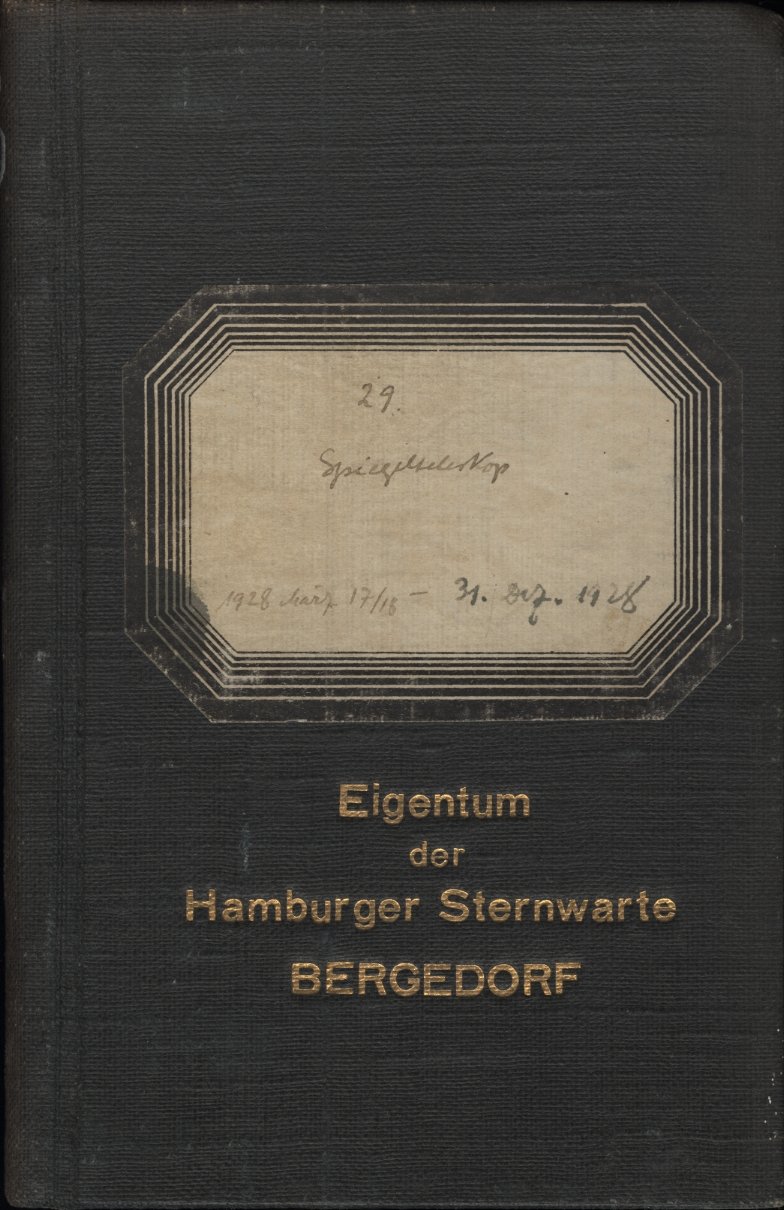 29.
Spiegelteleskop
1928 März 17/18 – 31. Dez. 1928
Eigentum
der
Hamburger Sternwarte
BERGEDORF